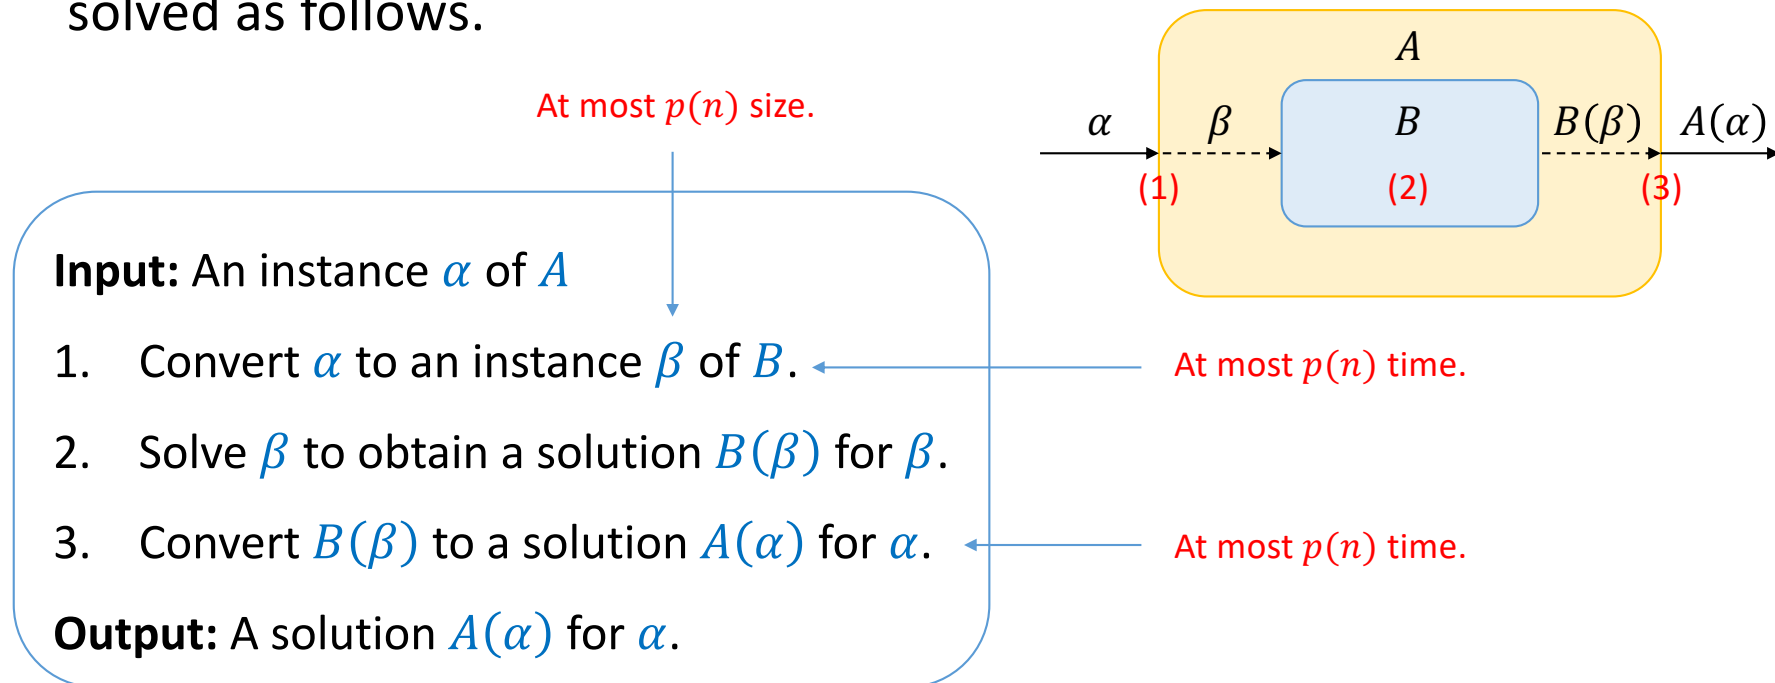 solved as follows.
At most p(n) size.
Input: An instance α of A
1. Convert α to an instance β of B.
At most p(n) time.
2. Solve β to obtain a solution B(β) for β.
3. Convert B(β) to a solution A(α) for α.
At most p(n) time.
Output: A solution A(α) for α.
A
α β B B(β) A(α)
(1) (2) (3)